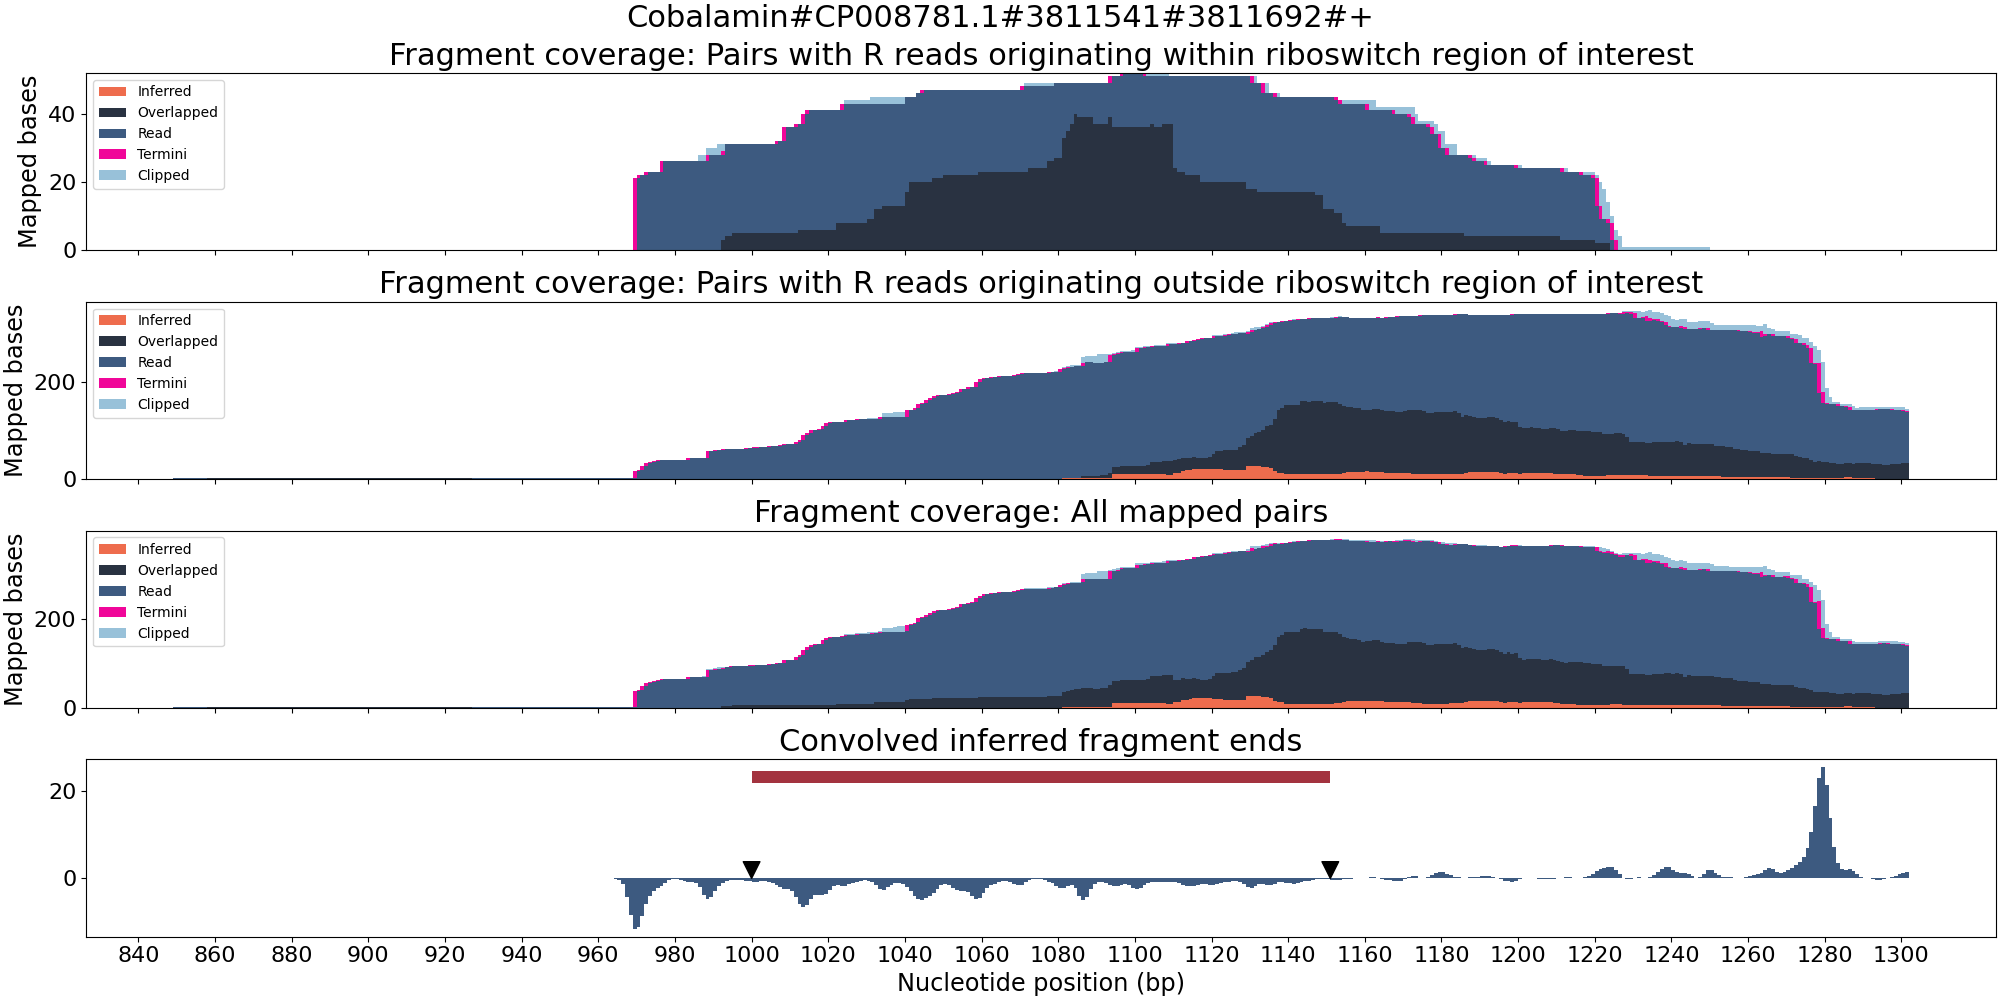 Cobalamin#CP008781.1#3811541#3811692#+
Fragment coverage: Pairs with R reads originating within riboswitch region of interest
Mapped bases
40
20
0
Inferred
Overlapped
Read
Termini
Clipped
Fragment coverage: Pairs with R reads originating outside riboswitch region of interest
Mapped bases
200
0
Inferred
Overlapped
Read
Termini
Clipped
Fragment coverage: All mapped pairs
Mapped bases
200
0
Inferred
Overlapped
Read
Termini
Clipped
Convolved inferred fragment ends
20
0
840 860 880 900 920 940 960 980 1000 1020 1040 1060 1080 1100 1120 1140 1160 1180 1200 1220 1240 1260 1280 1300
Nucleotide position (bp)